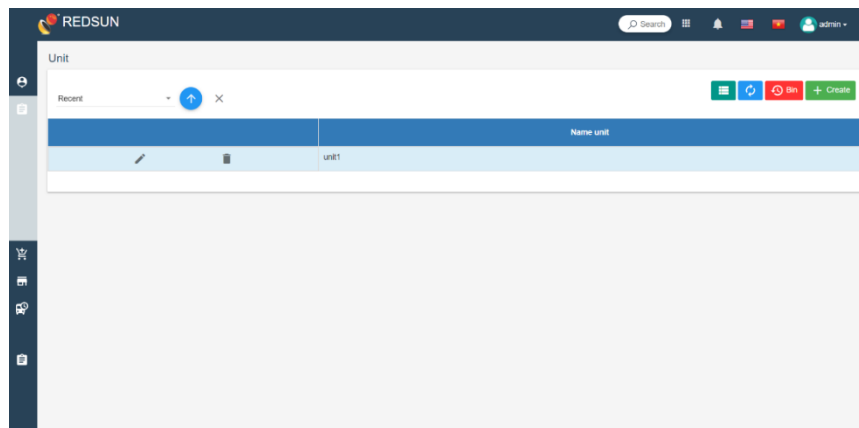 REDSUN
Search
admin
Unit
Recent
Bin
Create
Name unit
unit1